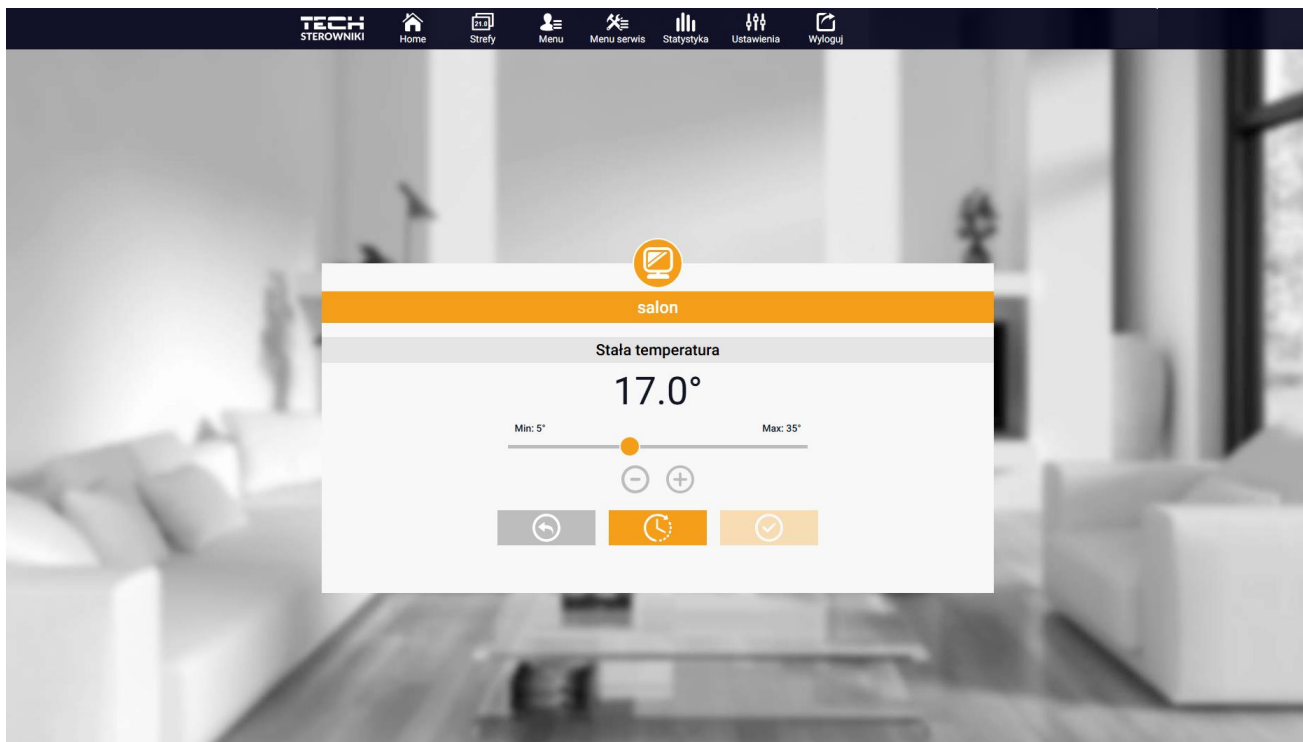 TECH
STEROWNIKI
Home
21.0
Strefy
Menu
Menu serwis
Statystyka
Ustawienia
Wyloguj
salon
Stała temperatura
17.0°
Min: 5°
Max: 35°